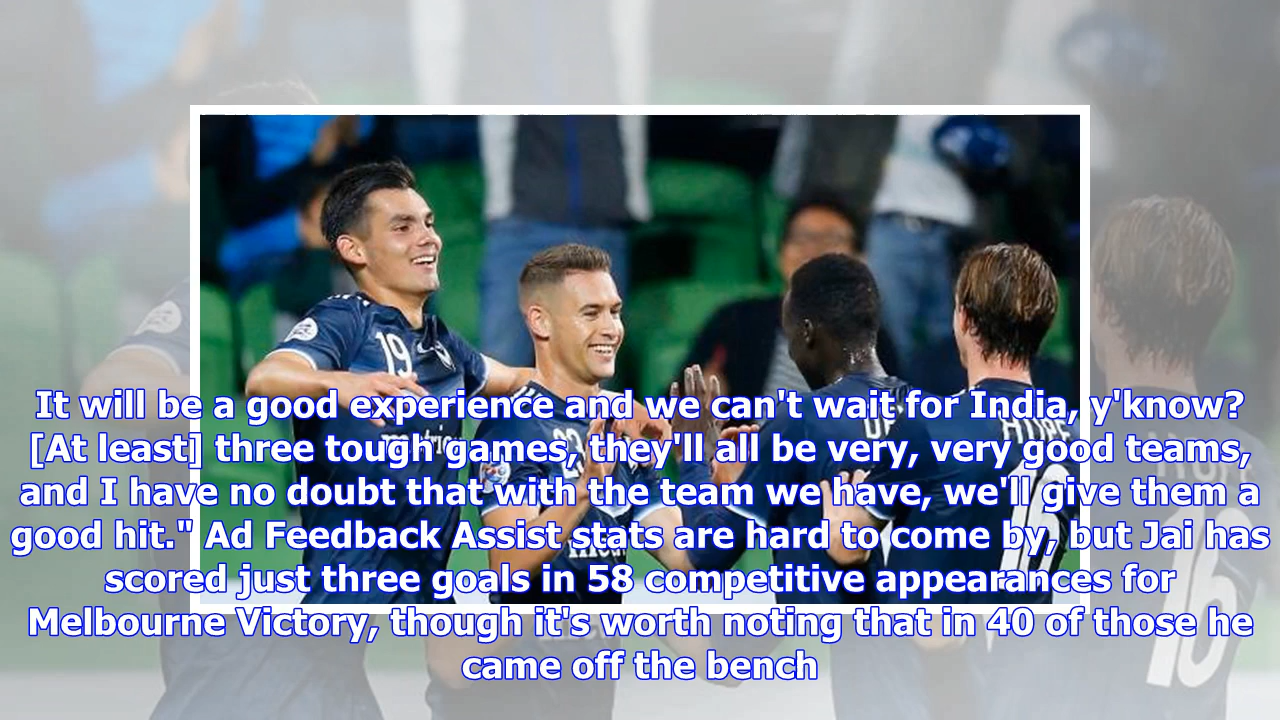 It will be a good experience and we can't wait for India, y'know?
[At least] three tough games, they'll all be very, very good teams,
and I have no doubt that with the team we have, we'll give them a
good hit." Ad Feedback Assist stats are hard to come by, but Jai has
scored just three goals in 58 competitive appearances for
Melbourne Victory, though it's worth noting that in 40 of those he
came off the bench
19
HOPE
16
16